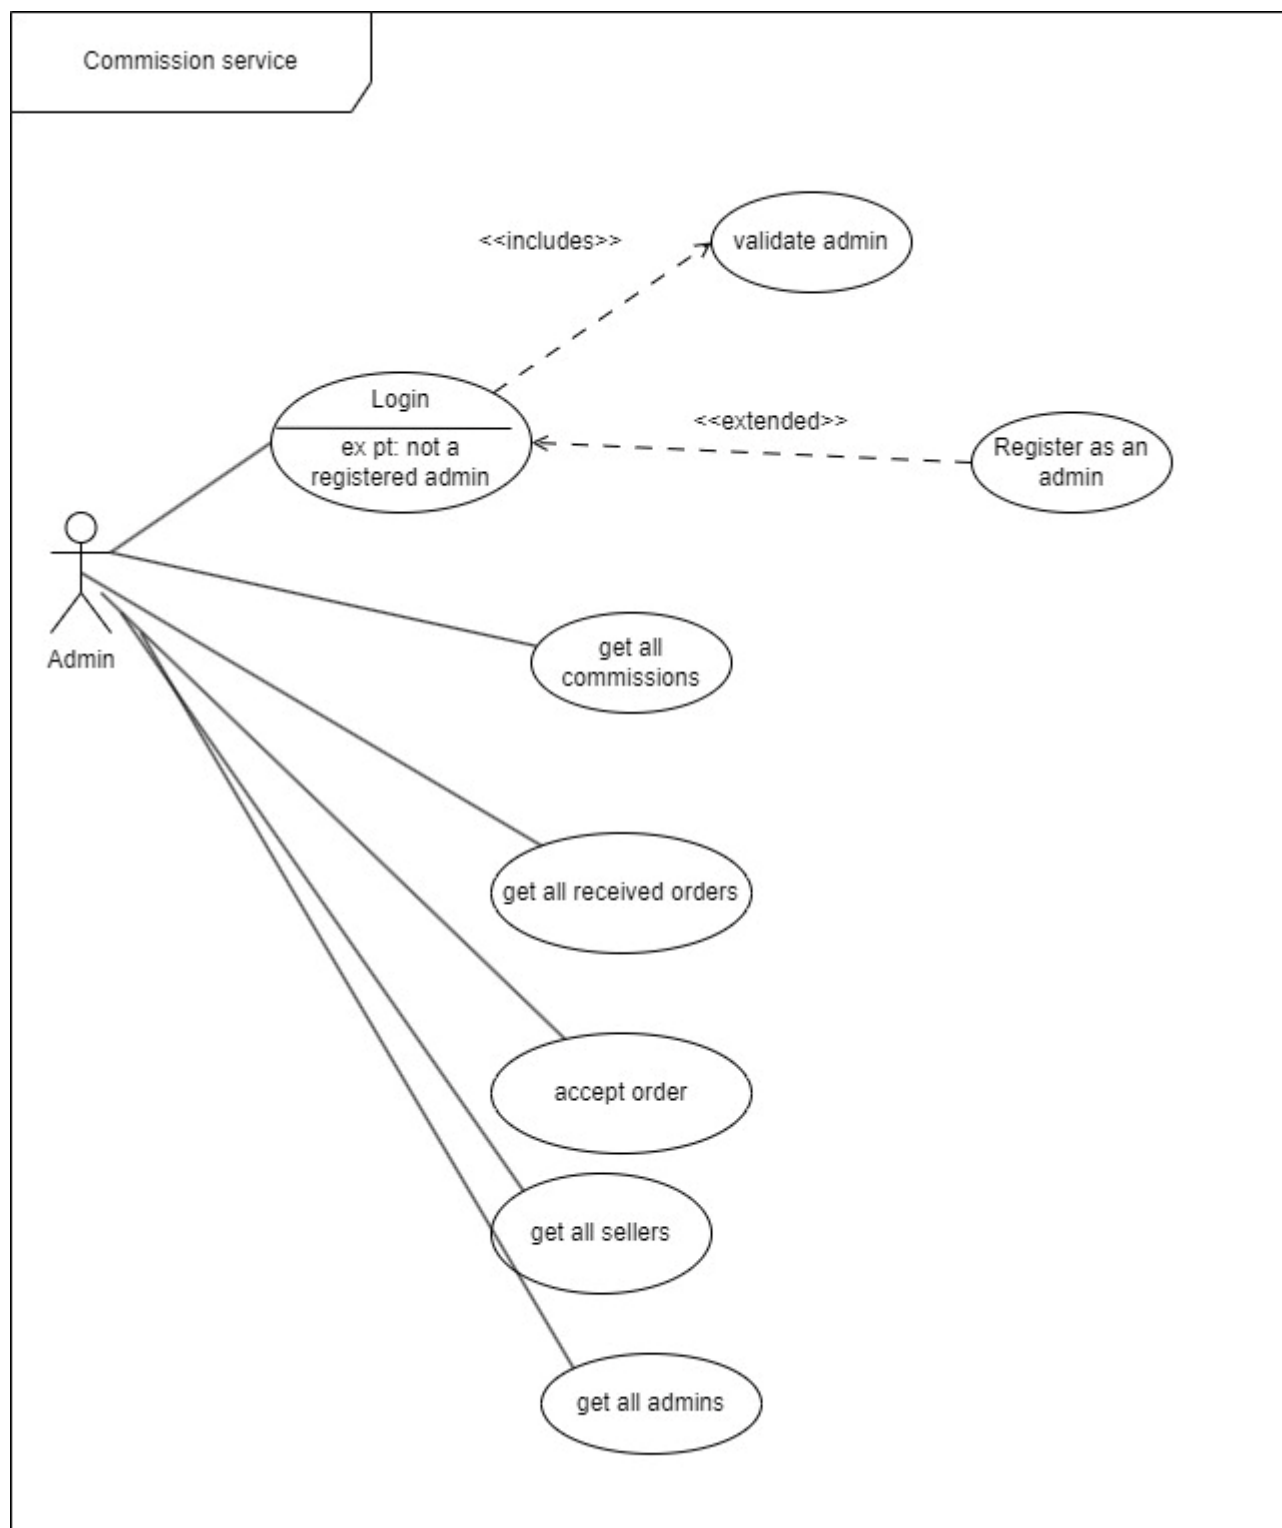 Commission service
<<includes>>
validate admin
Login
ex pt: not a
registered admin
<<extended>>
Register as an
admin
Admin
get all
commissions
get all received orders
accept order
get all sellers
get all admins